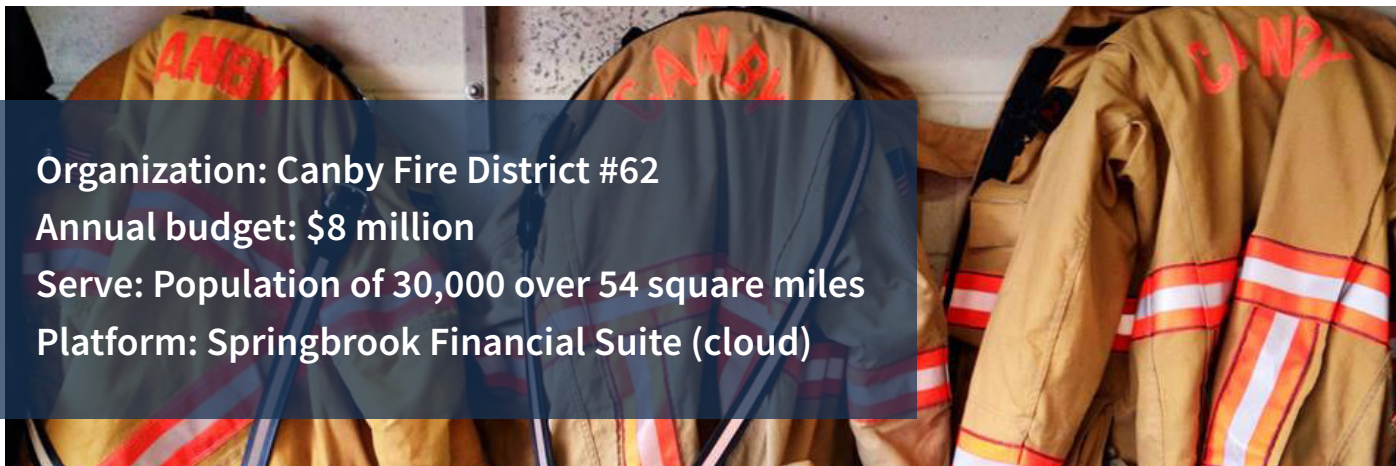 ANBY
CANBY
CANBY
Organization: Canby Fire District #62
Annual budget: $8 million
Serve: Population of 30,000 over 54 square miles
Platform: Springbrook Financial Suite (cloud)